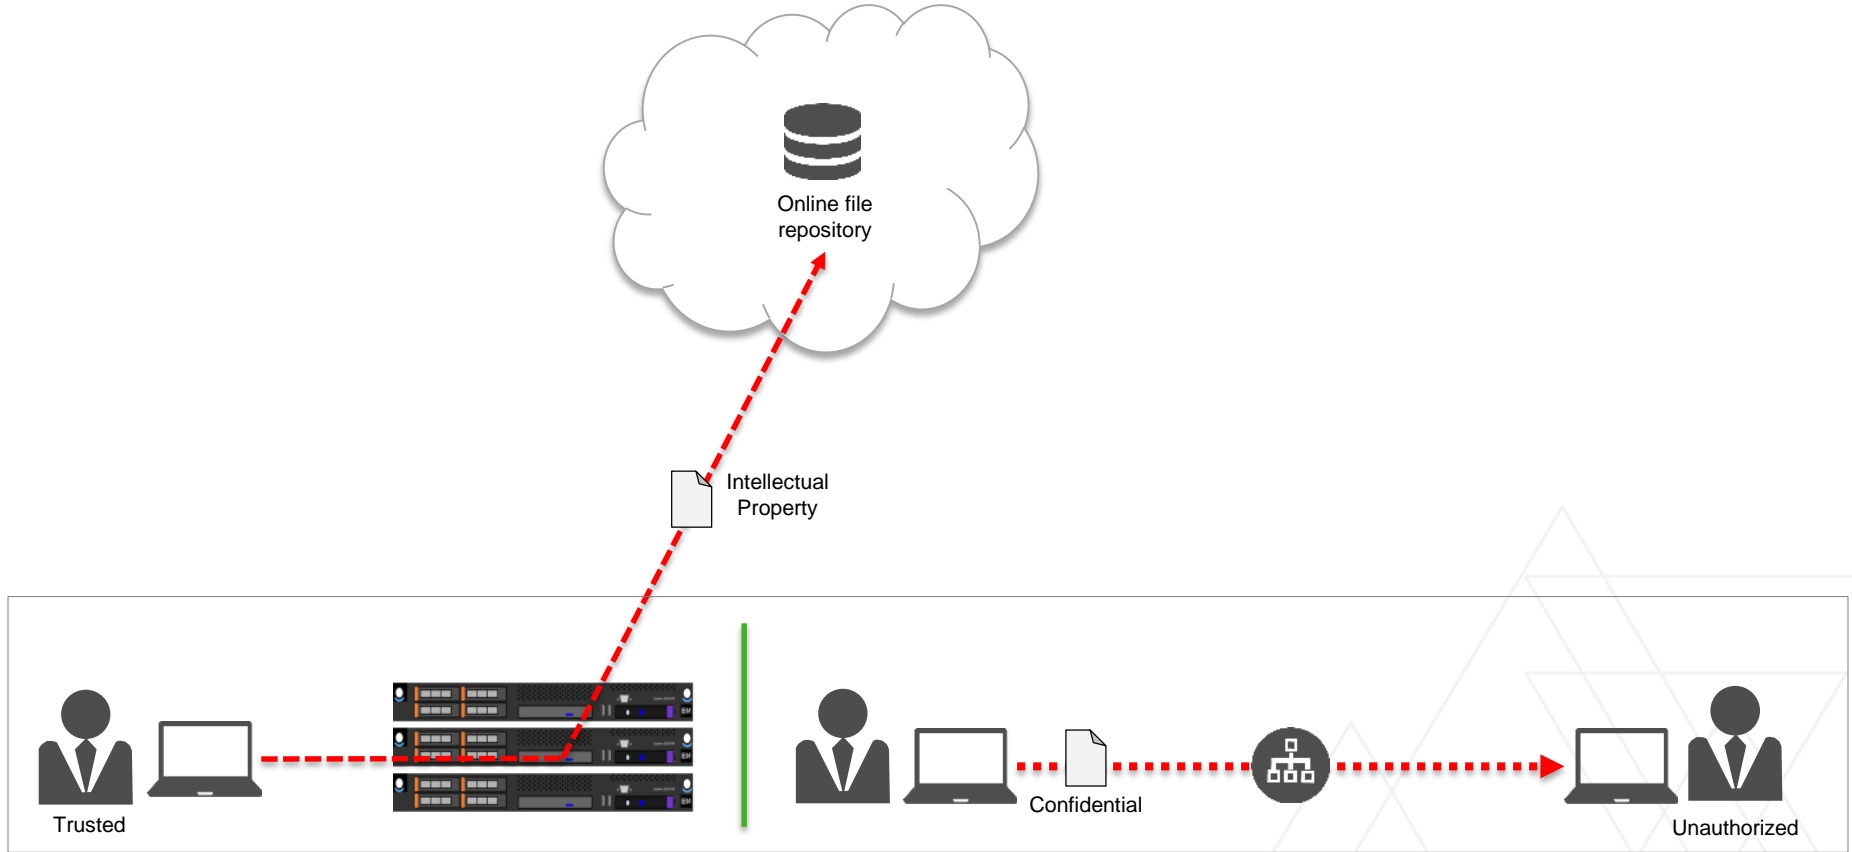 Online file
repository
Intellectual
Property
Trusted
Confidential
Unauthorized